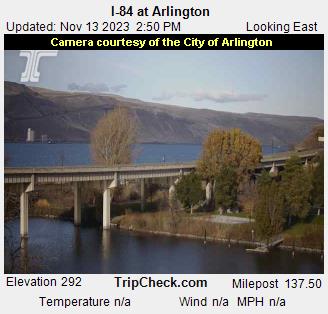 I-84 at Arlington
Updated: Nov 13 2023 2:50 PM Looking East
Camera courtesy of the City of Arlington
Elevation 292 TripCheck.com Milepost 137.50
Temperature n/a Wind n/a MPH n/a